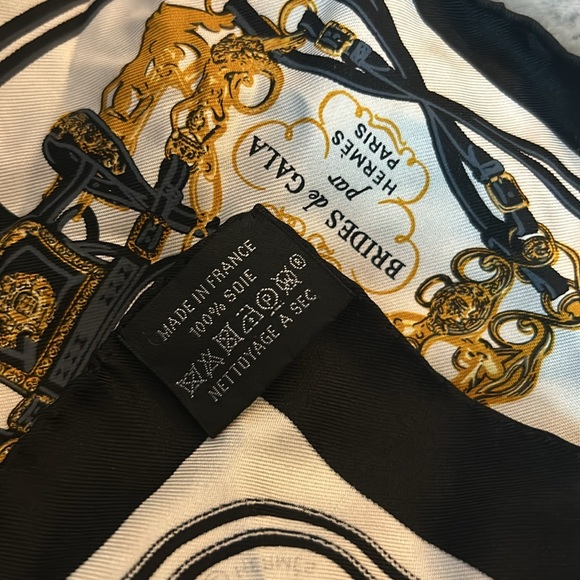 BRIDES de GALA
par
HERMÈS
PARIS
MADE IN FRANCE
100% SOIE
NETTOYAGE A SEC